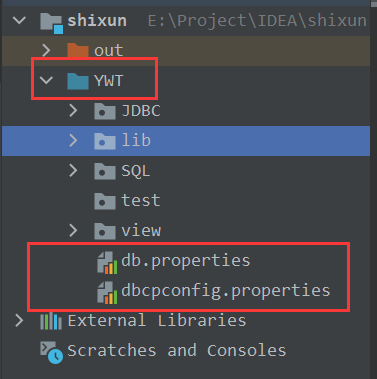 shixun E:\Project\IDEA\shixun
out
YWT
JDBC
lib
SQL
test
view
db.properties
dbcpconfig.properties
External Libraries
Scratches and Consoles